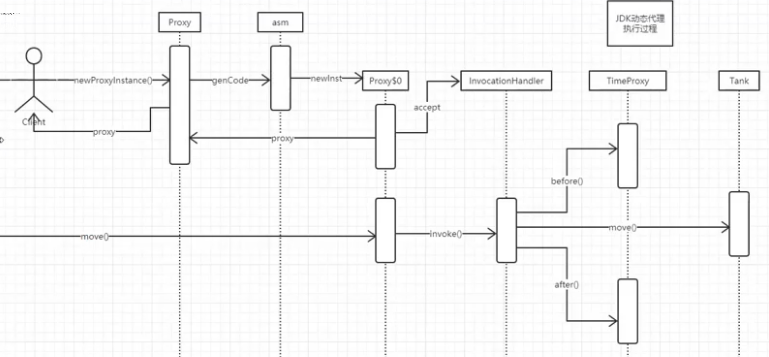 JDK动态代理
执行过程
Proxy
asm
newProxyInstance()
genCode
newInst
Proxy$0
InvocationHandler
TimeProxy
Tank
accept
Client
proxy
proxy
before()
move()
invoke()
move()
after()